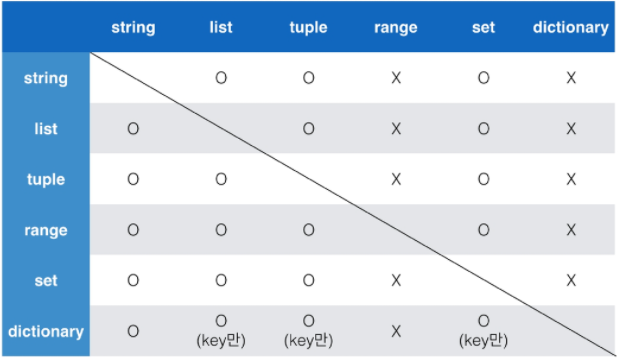 string list tuple range set dictionary
string O O X O X
list O O X O X
tuple O O X O X
range O O O O X
set O O O X X
dictionary O O (key만) O (key만) X O (key만)